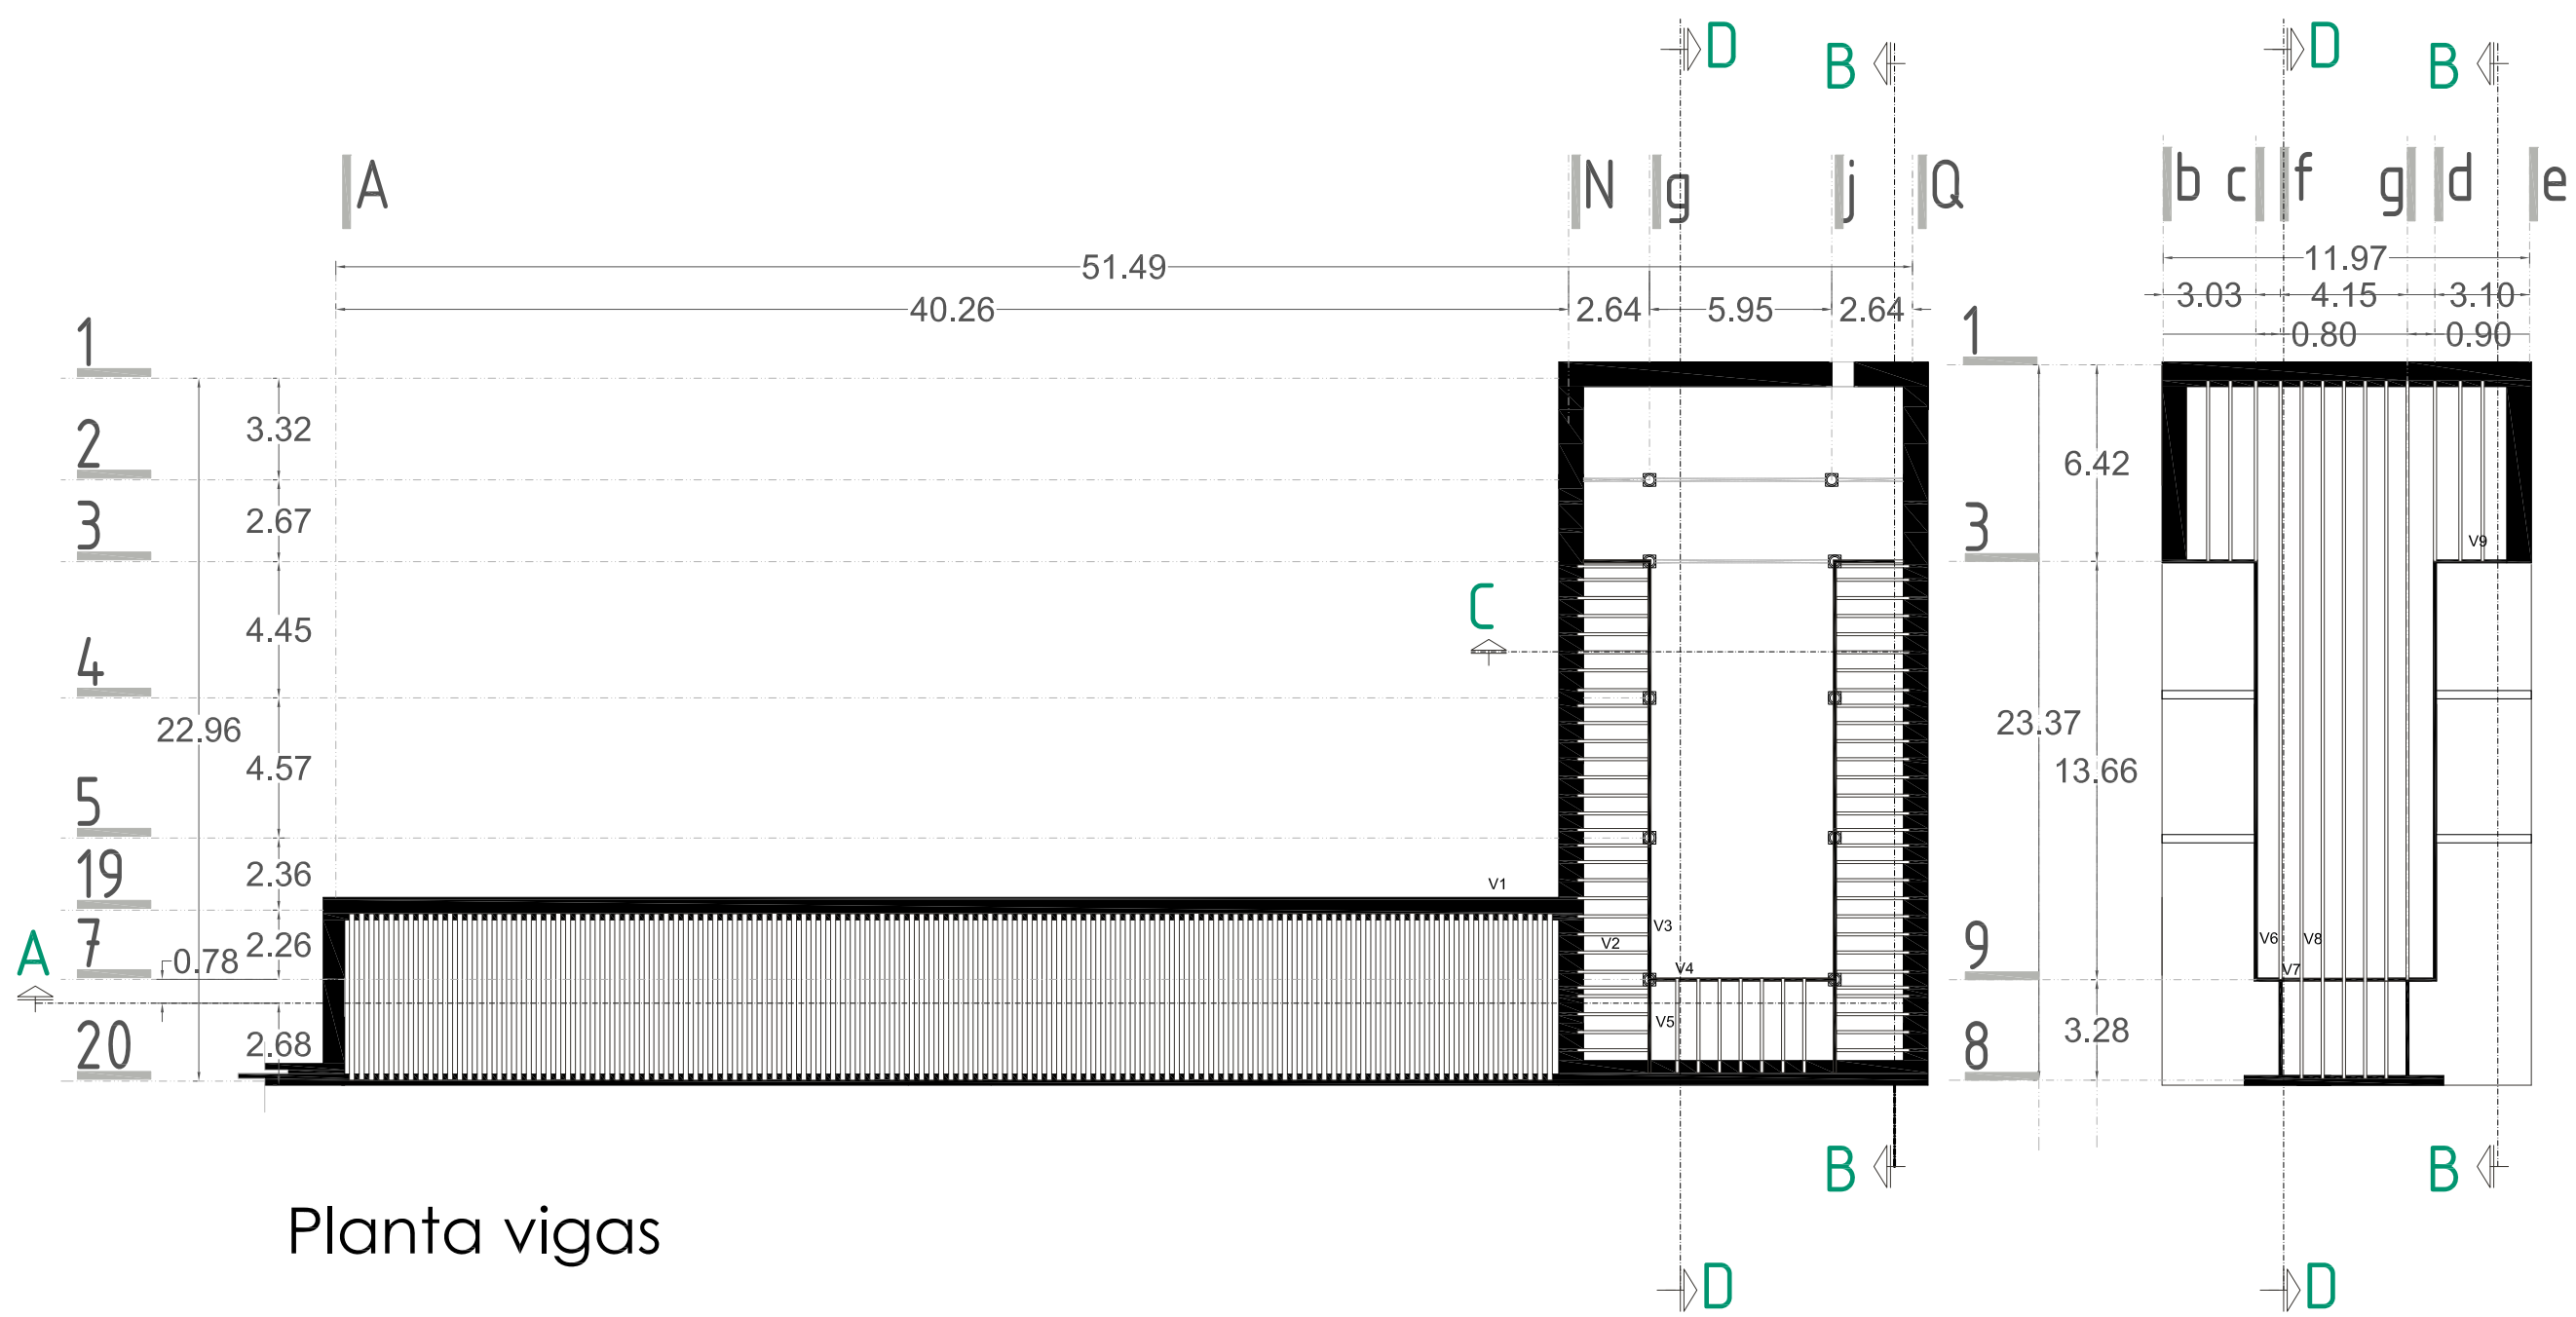 D
B
D
B
A
N
g
j
Q
b
c
f
g
d
e
51.49
11.97
40.26
2.64
5.95
2.64
3.03
4.15
3.10
0.80
0.90
1
1
3.32
2
6.42
2.67
3
3
V9
C
4.45
4
22.96
23.37
4.57
13.66
5
2.36
19
V1
A
7
0.78
2.26
V2
V3
V4
9
V6
V8
V7
20
2.68
V5
8
3.28
B
B
Planta vigas
D
D